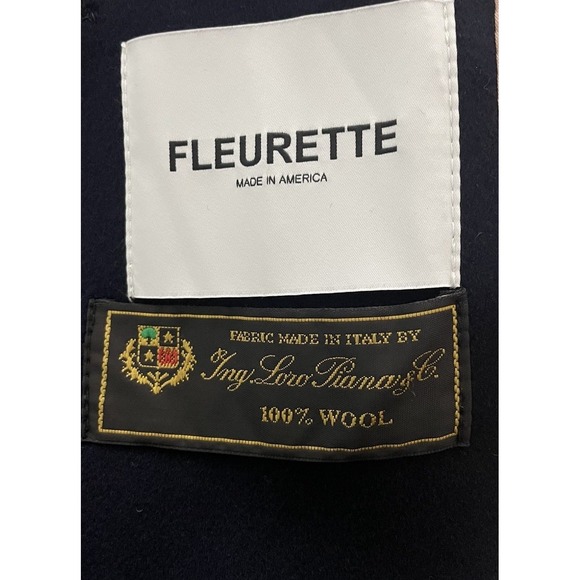 FLEURETTE
MADE IN AMERICA
FABRIC MADE IN ITALY BY
Ing. Loro Piana & C.
100% WOOL